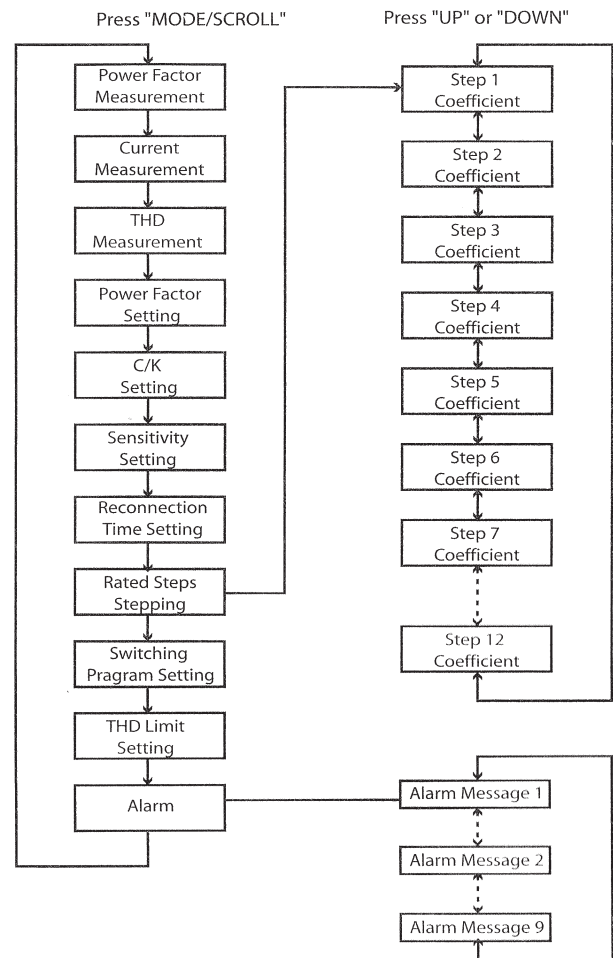 Press "MODE/SCROLL"
Power Factor
Measurement
Current
Measurement
THD
Measurement
Power Factor
Setting
C/K
Setting
Sensitivity
Setting
Reconnection
Time Setting
Rated Steps
Stepping
Switching
Pragram Setting
THD Limit
Setting
Alarm
Press "UP" or "DOWN"
Step 1
Coefficient
Step 2
Coefficient
Step 3
Coefficient
Step 4
Coefficient
Step 5
Coefficient
Step 6
Coefficient
Step 7
Coefficient
Step 12
Coefficient
Alarm Message 1
Alarm Message 2
Alarm Message 9